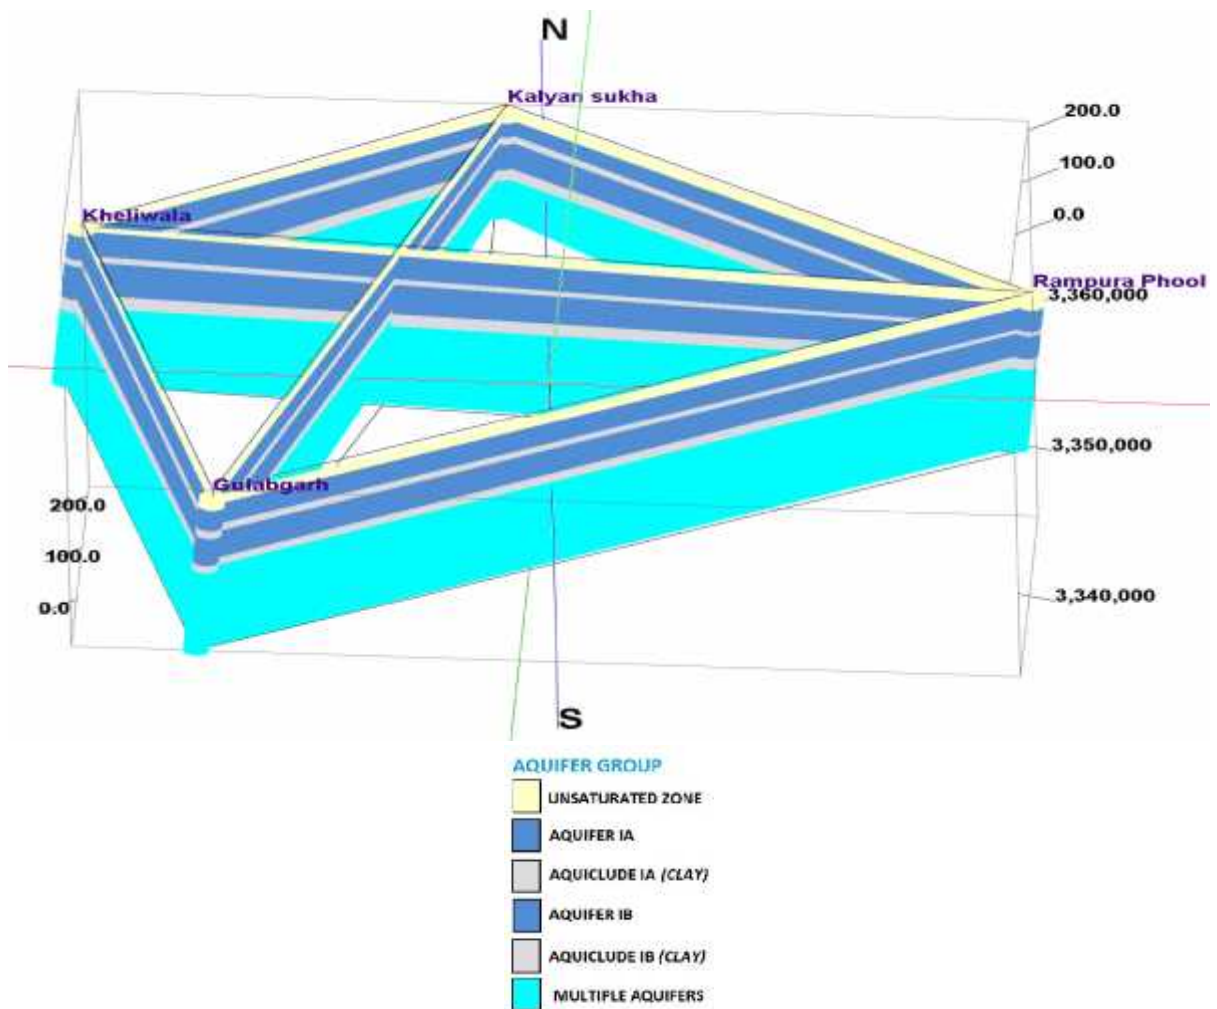 N
Kalyan sukha
200.0
100.0
Kheliwala
0.0
Rampura Phool
3,360,000
3,350,000
Gulabgarh
200.0
100.0
3,340,000
0.0
S
AQUIFER GROUP
UNSATURATED ZONE
AQUIFER IA
AQUICLUDE IA (CLAY)
AQUIFER IB
AQUICLUDE IB (CLAY)
MULTIPLE AQUIFERS